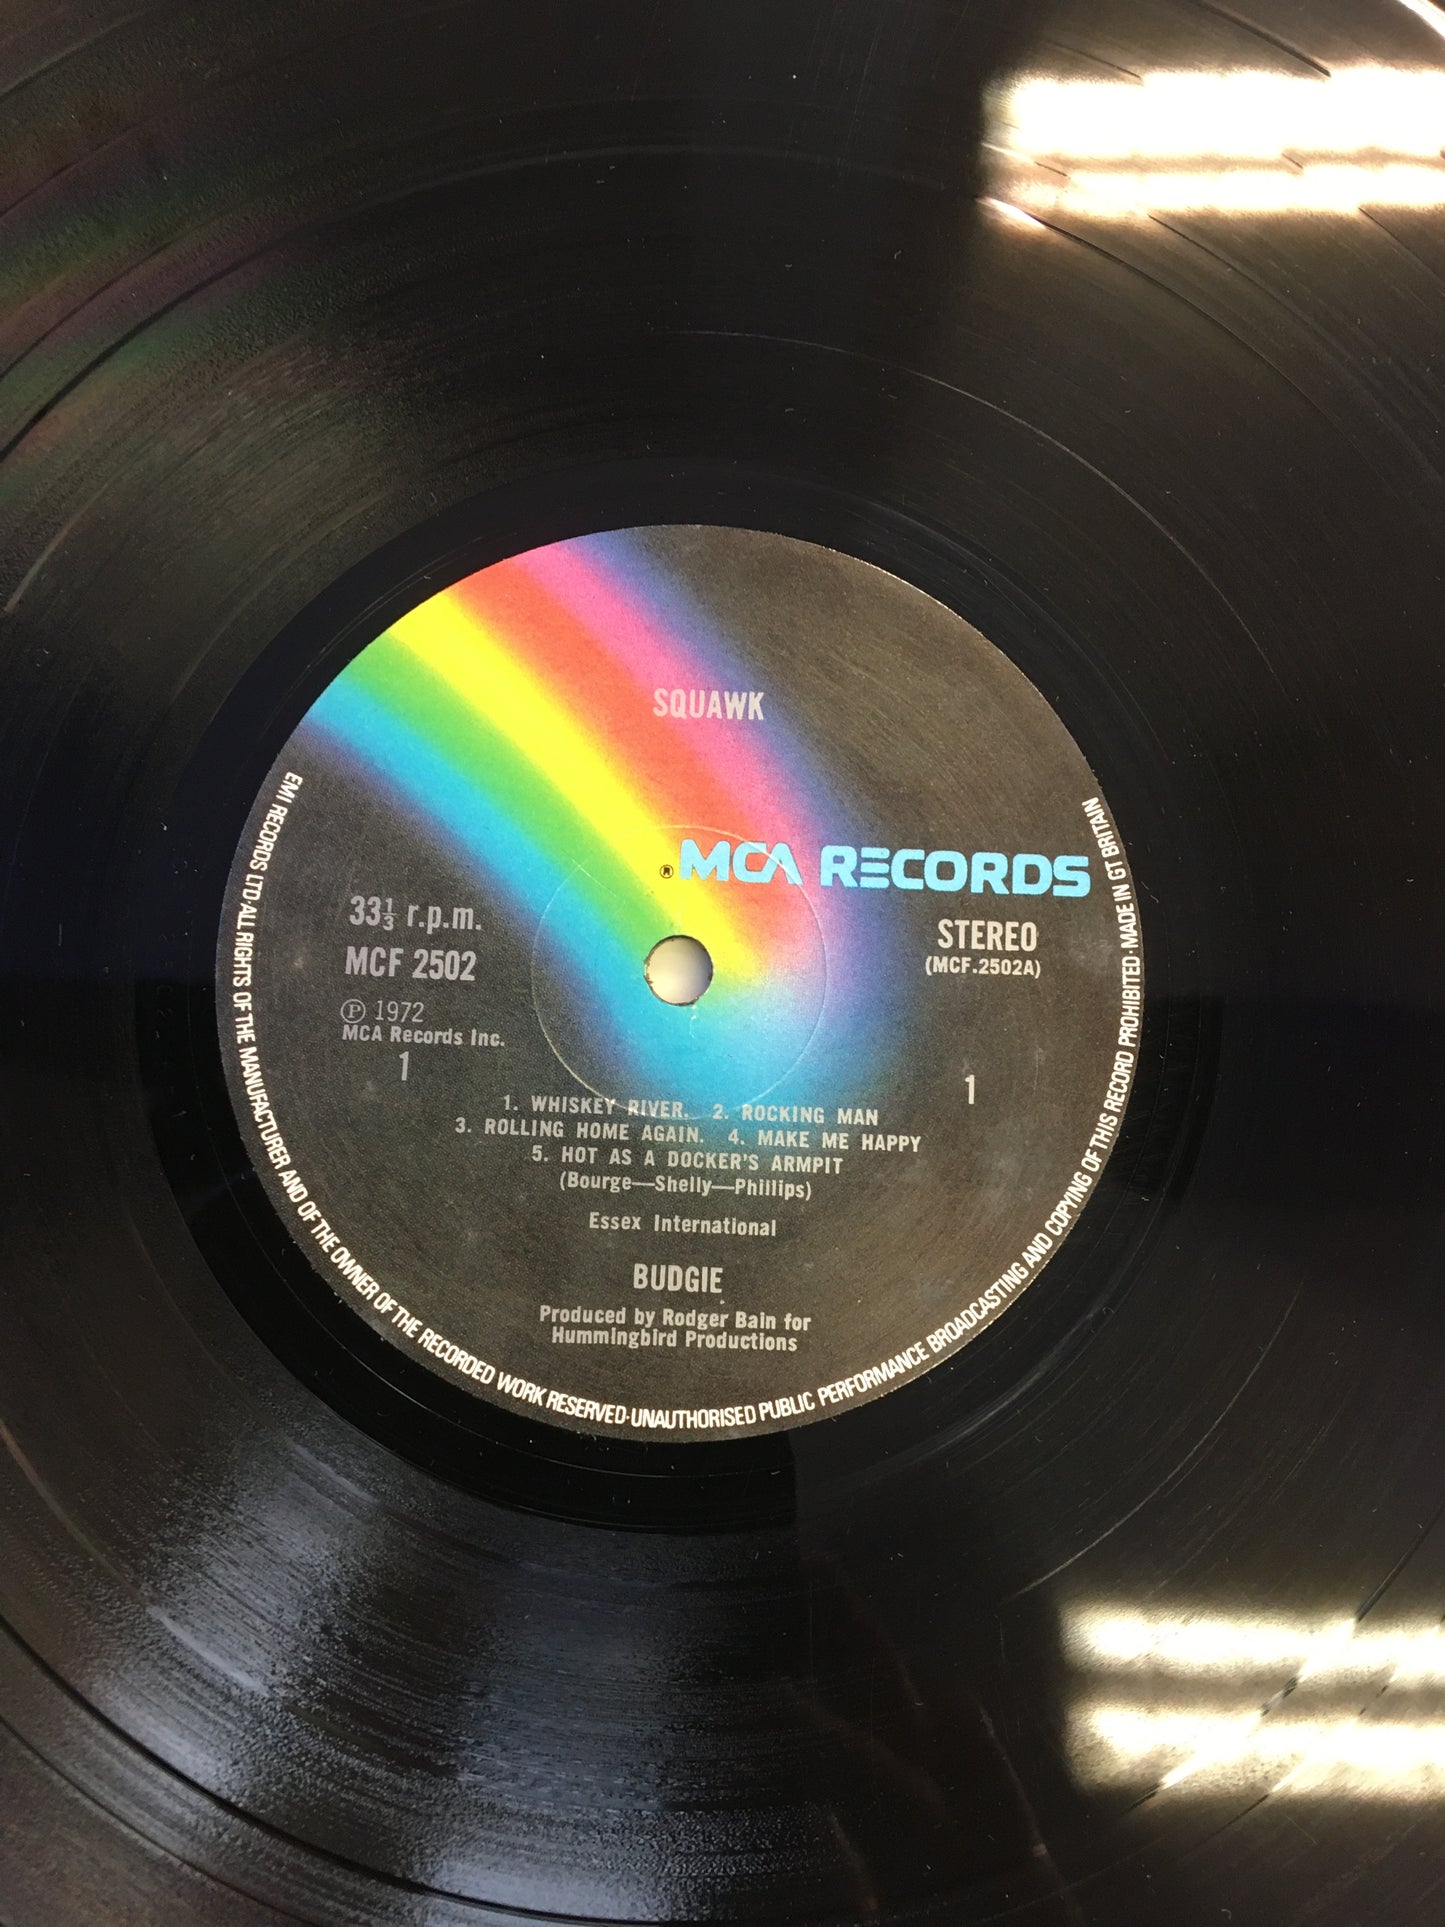 SQUAWK
® MCA RECORDS
33⅓ r.p.m.
MCF 2502
STEREO
(MCF.2502A)
Ⓟ 1972
MCA Records Inc.
1
1
1. WHISKEY RIVER. 2. ROCKING MAN
3. ROLLING HOME AGAIN. 4. MAKE ME HAPPY
5. HOT AS A DOCKER'S ARMPIT
(Bourge—Shelly—Phillips)
Essex International
BUDGIE
Produced by Rodger Bain for
Hummingbird Productions
EMI RECORDS LTD·ALL RIGHTS OF THE MANUFACTURER AND OF THE OWNER OF THE RECORDED WORK RESERVED·UNAUTHORISED PUBLIC PERFORMANCE BROADCASTING AND COPYING OF THIS RECORD PROHIBITED·MADE IN GT BRITAIN